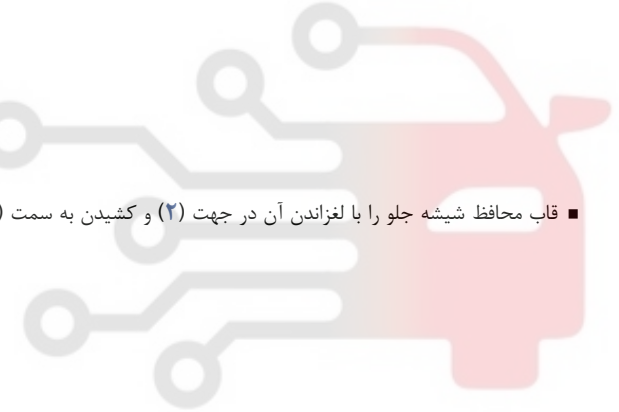 ■ قاب محافظ شیشه جلو را با لغزاندن آن در جهت (۲) و کشیدن به سمت (